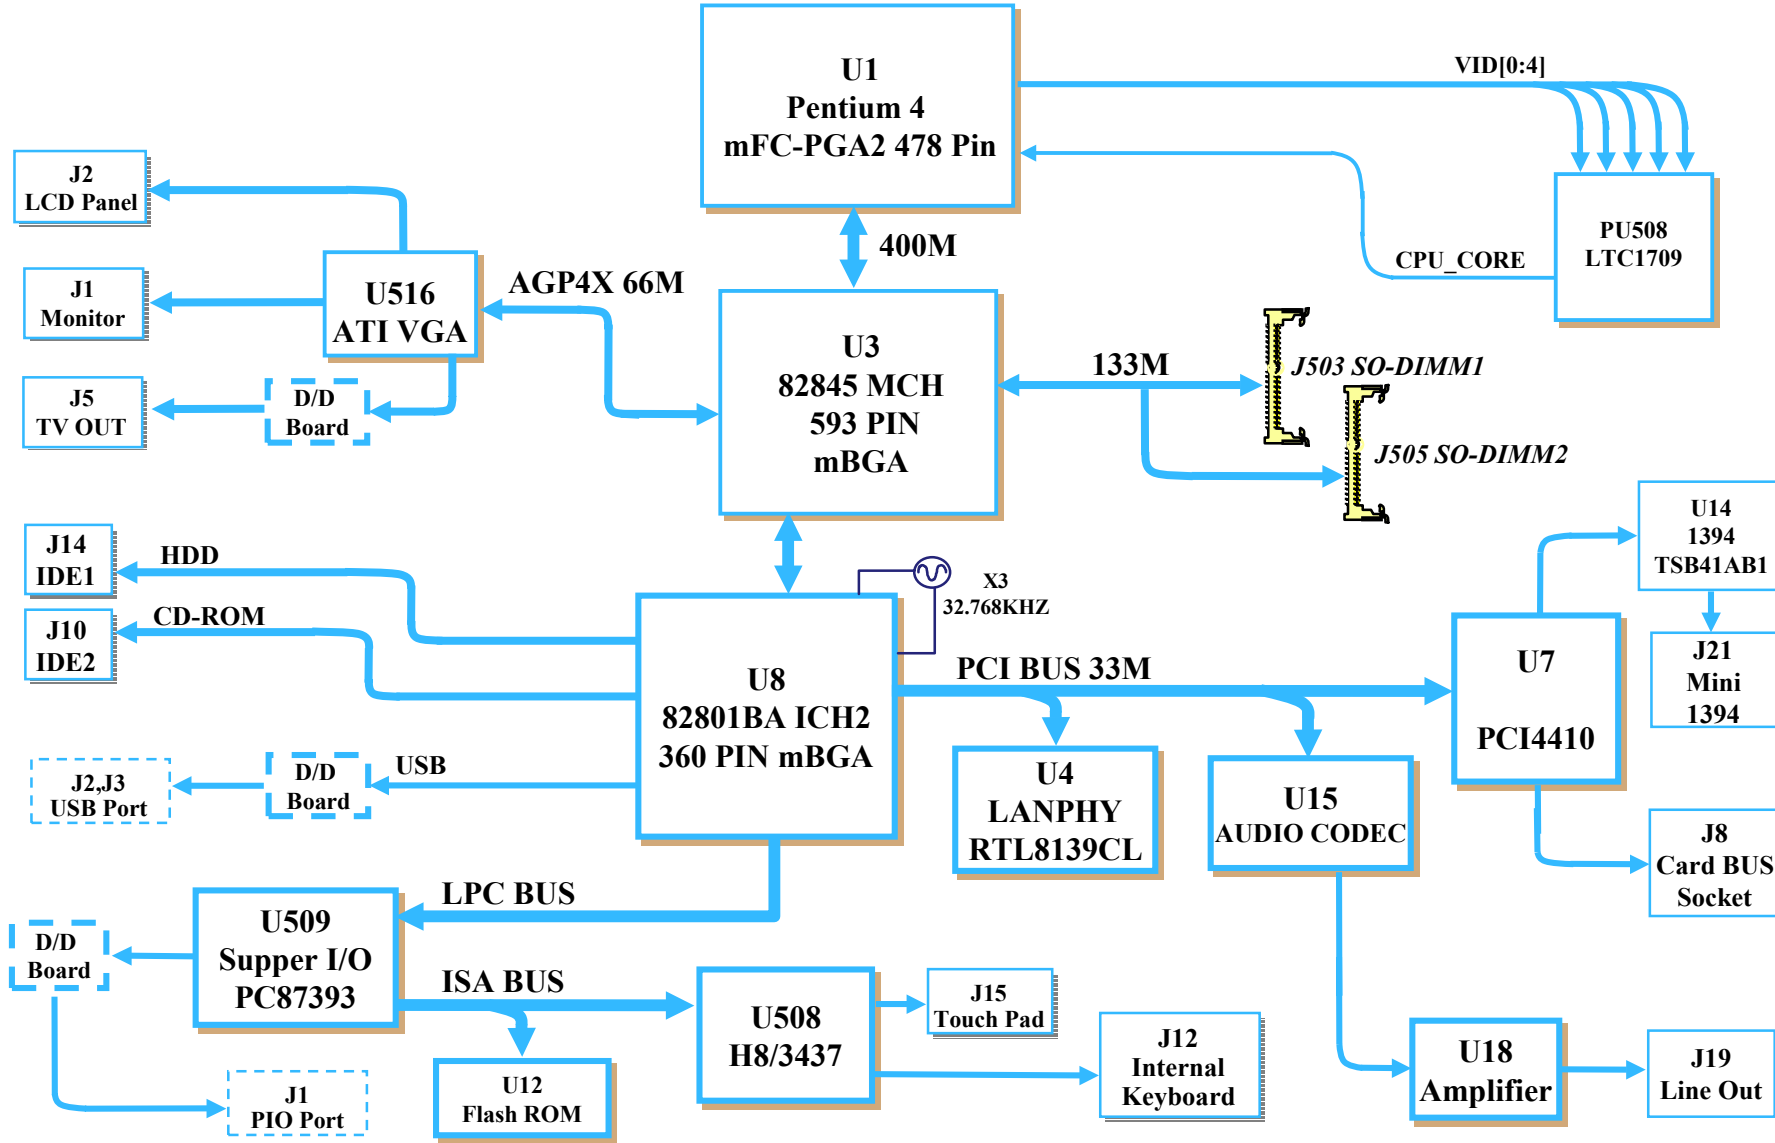 U1
Pentium 4
mFC-PGA2 478 Pin
VID[0:4]
PU508
LTC1709
CPU_CORE
400M
J2
LCD Panel
J1
Monitor
J5
TV OUT
D/D
Board
U516
ATI VGA
AGP4X 66M
U3
82845 MCH
593 PIN
mBGA
133M
J503 SO-DIMM1
J505 SO-DIMM2
J14
IDE1
HDD
J10
IDE2
CD-ROM
X3
32.768KHZ
U8
82801BA ICH2
360 PIN mBGA
PCI BUS 33M
U14
1394
TSB41AB1
J21
Mini
1394
U7
PCI4410
J2,J3
USB Port
D/D
Board
USB
U4
LANPHY
RTL8139CL
U15
AUDIO CODEC
J8
Card BUS
Socket
LPC BUS
U509
Supper I/O
PC87393
D/D
Board
ISA BUS
U508
H8/3437
J15
Touch Pad
J12
Internal
Keyboard
U18
Amplifier
J19
Line Out
J1
PIO Port
U12
Flash ROM